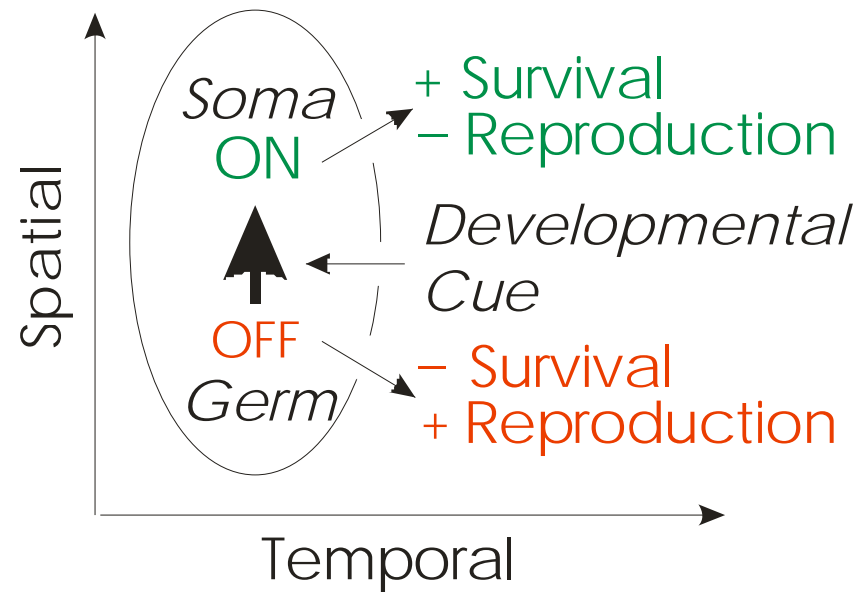 Spatial
Soma
ON
+ Survival
– Reproduction
Developmental
Cue
OFF
Germ
– Survival
+ Reproduction
Temporal